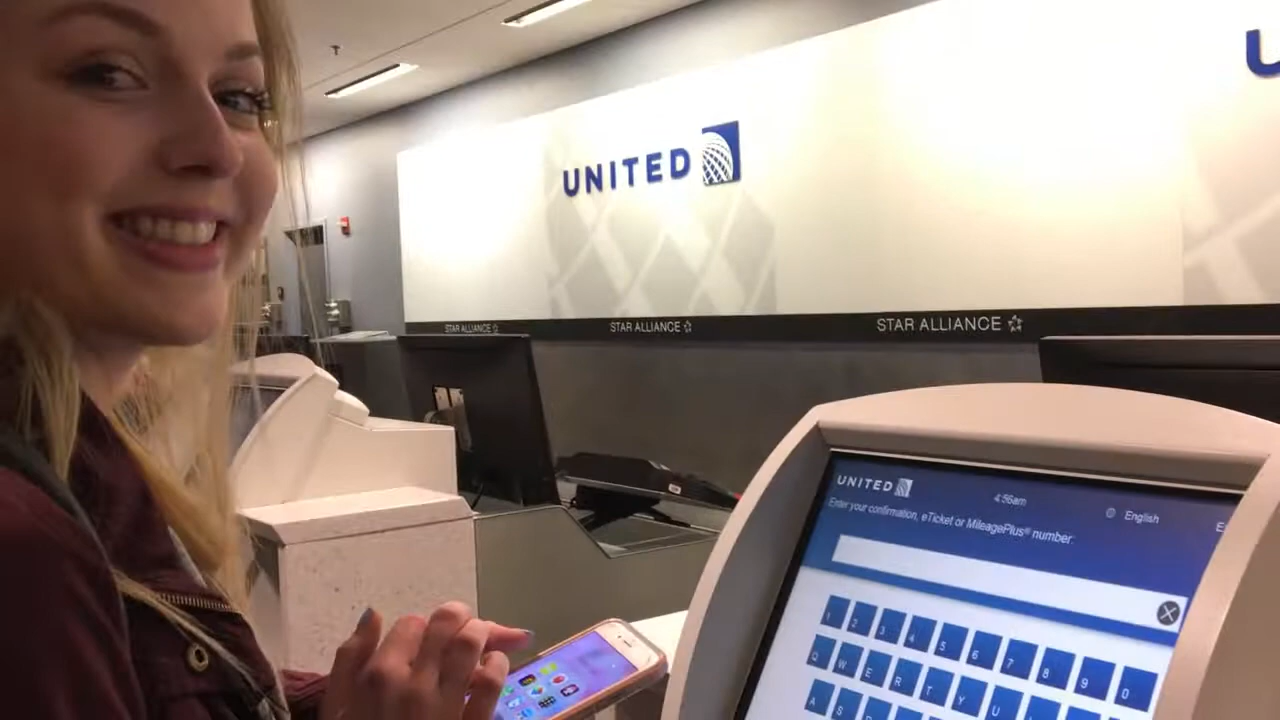 UNITED
U
STAR ALLIANCE
STAR ALLIANCE
STAR ALLIANCE
UNITED
4:56am
English
E
Enter your confirmation, eTicket or MileagePlus® number:
1 2 3 4 5 6 7 8 9 0
Q W E R T Y U
A S D